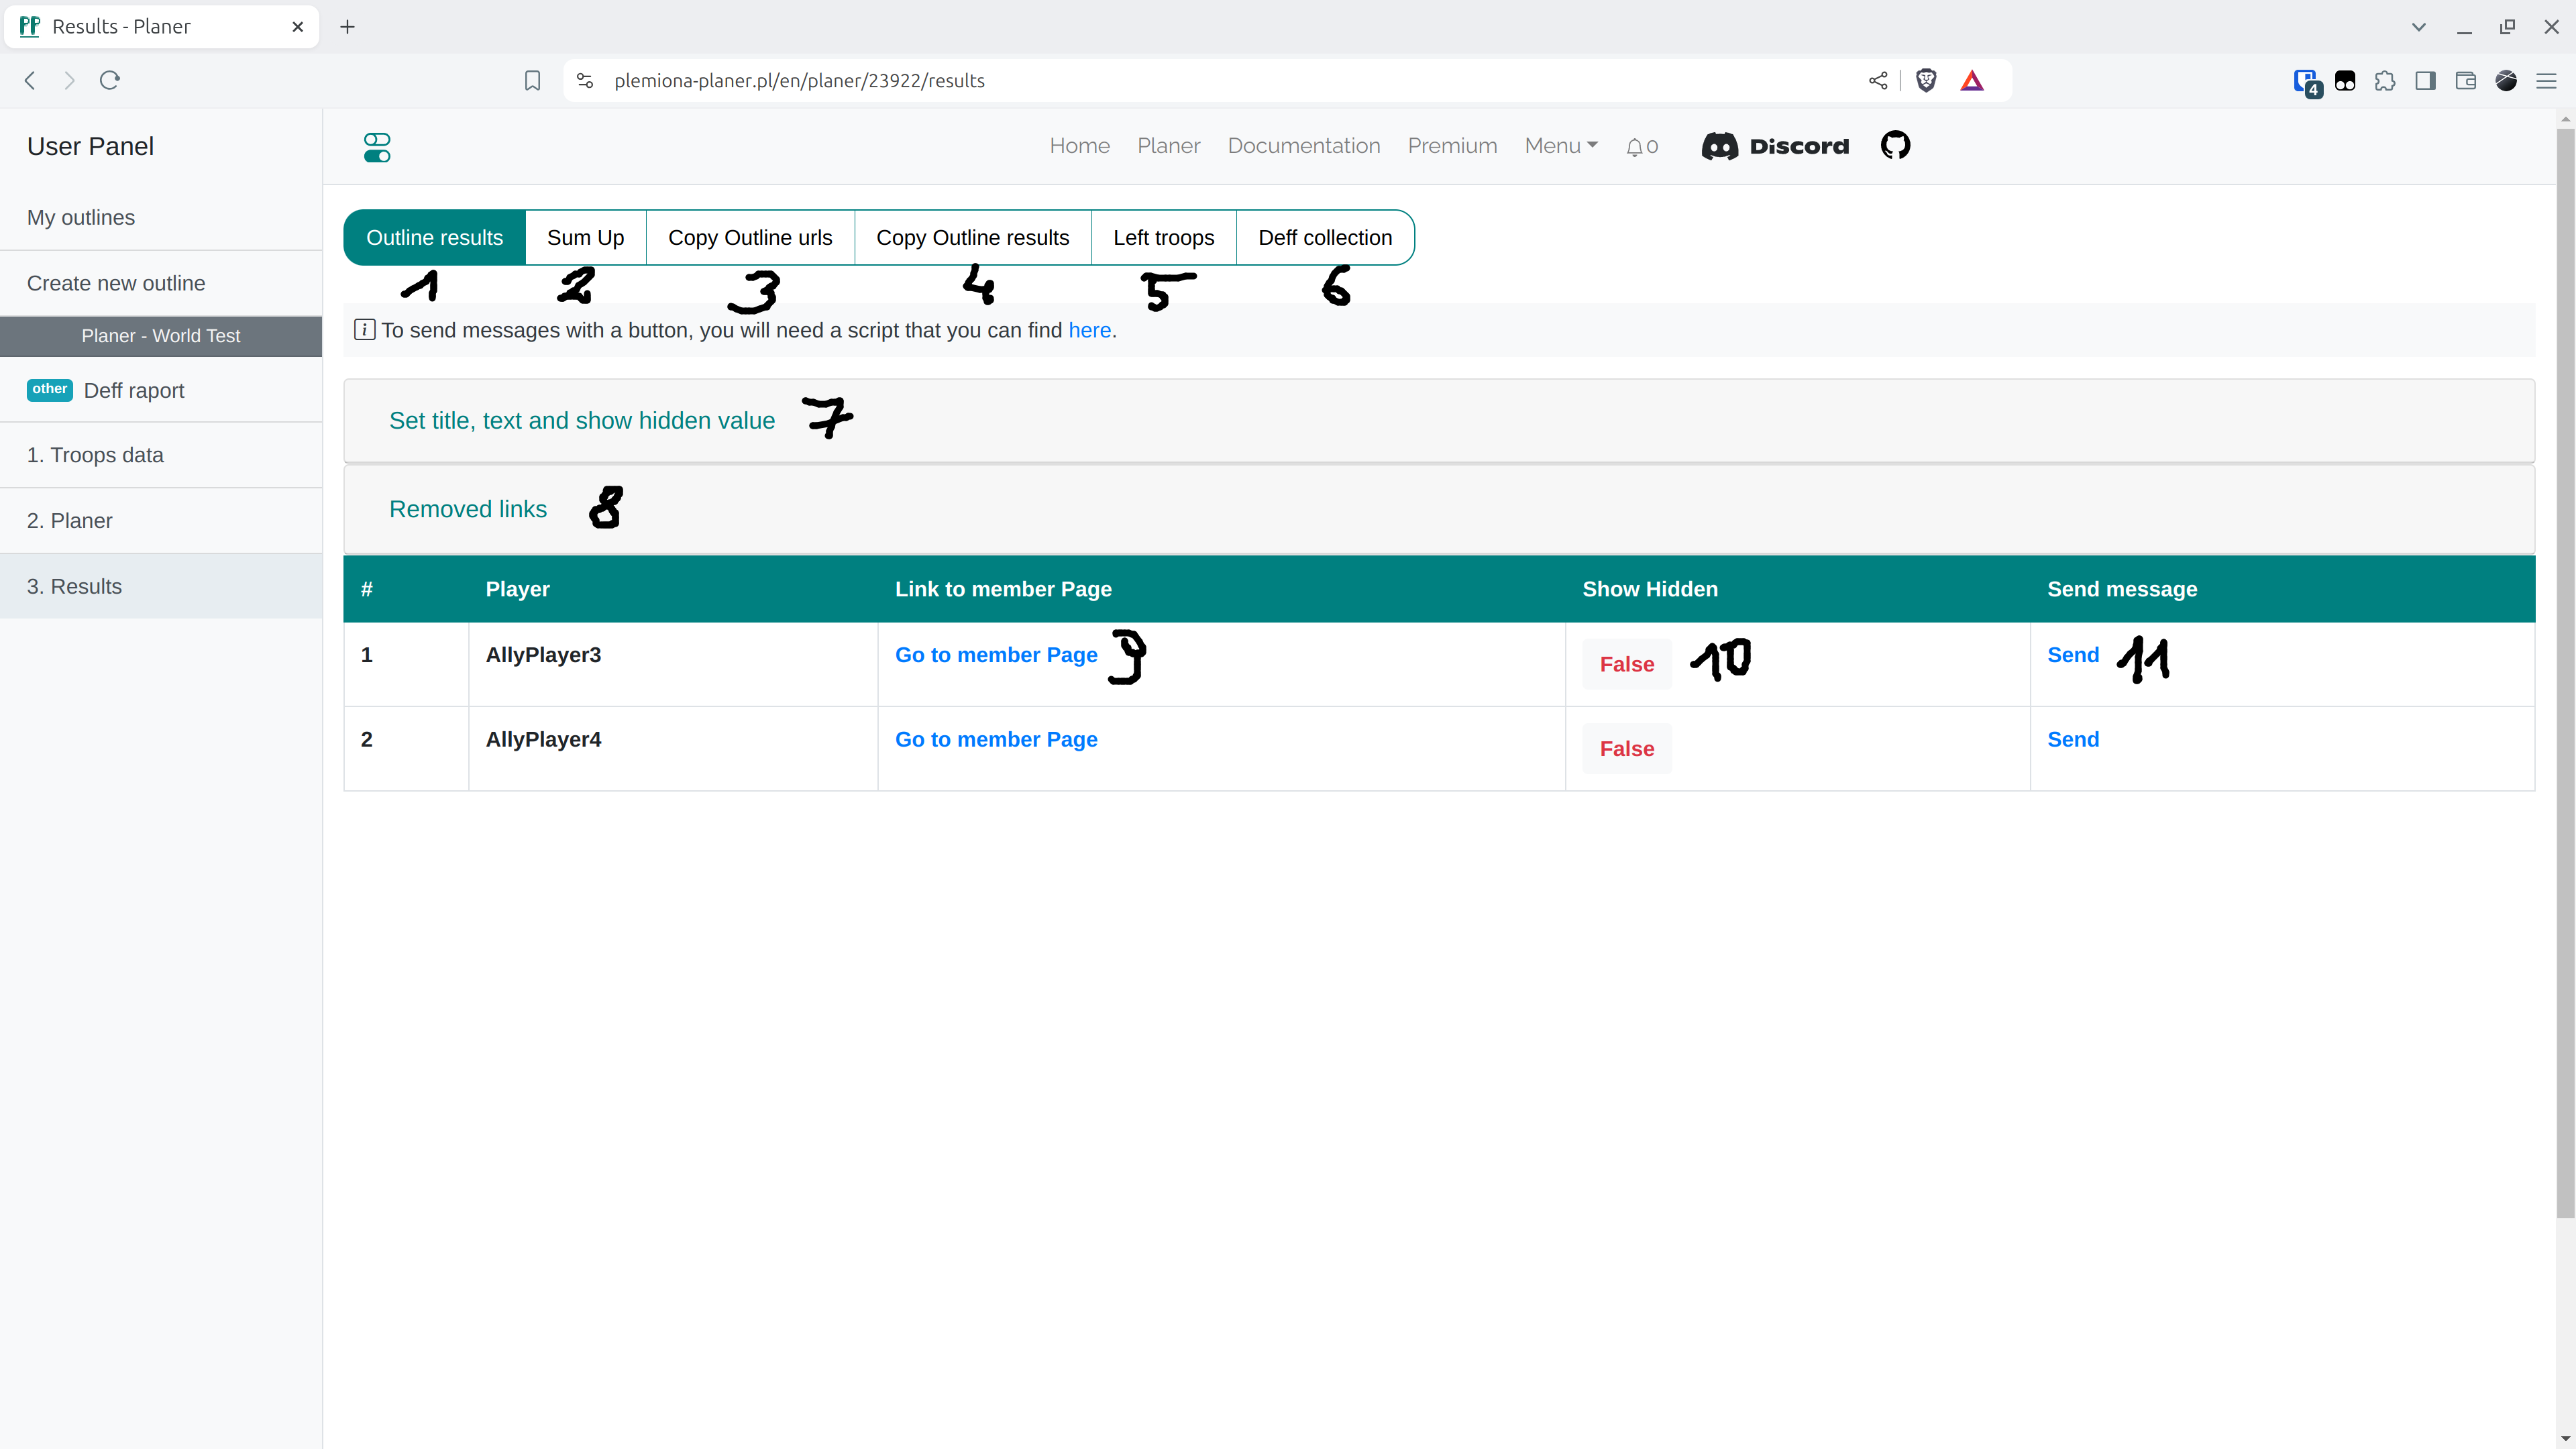 Results - Planer
plemiona-planer.pl/en/planer/23922/results
4
User Panel
Home Planer Documentation Premium Menu 0 Discord
My outlines
Create new outline
Planer - World Test
other Deff raport
1. Troops data
2. Planer
3. Results
Outline results Sum Up Copy Outline urls Copy Outline results Left troops Deff collection
1 2 3 4 5 6
i To send messages with a button, you will need a script that you can find here.
Set title, text and show hidden value 7
Removed links 8
# Player Link to member Page Show Hidden Send message
1 AllyPlayer3 Go to member Page 9 False 10 Send 11
2 AllyPlayer4 Go to member Page False Send